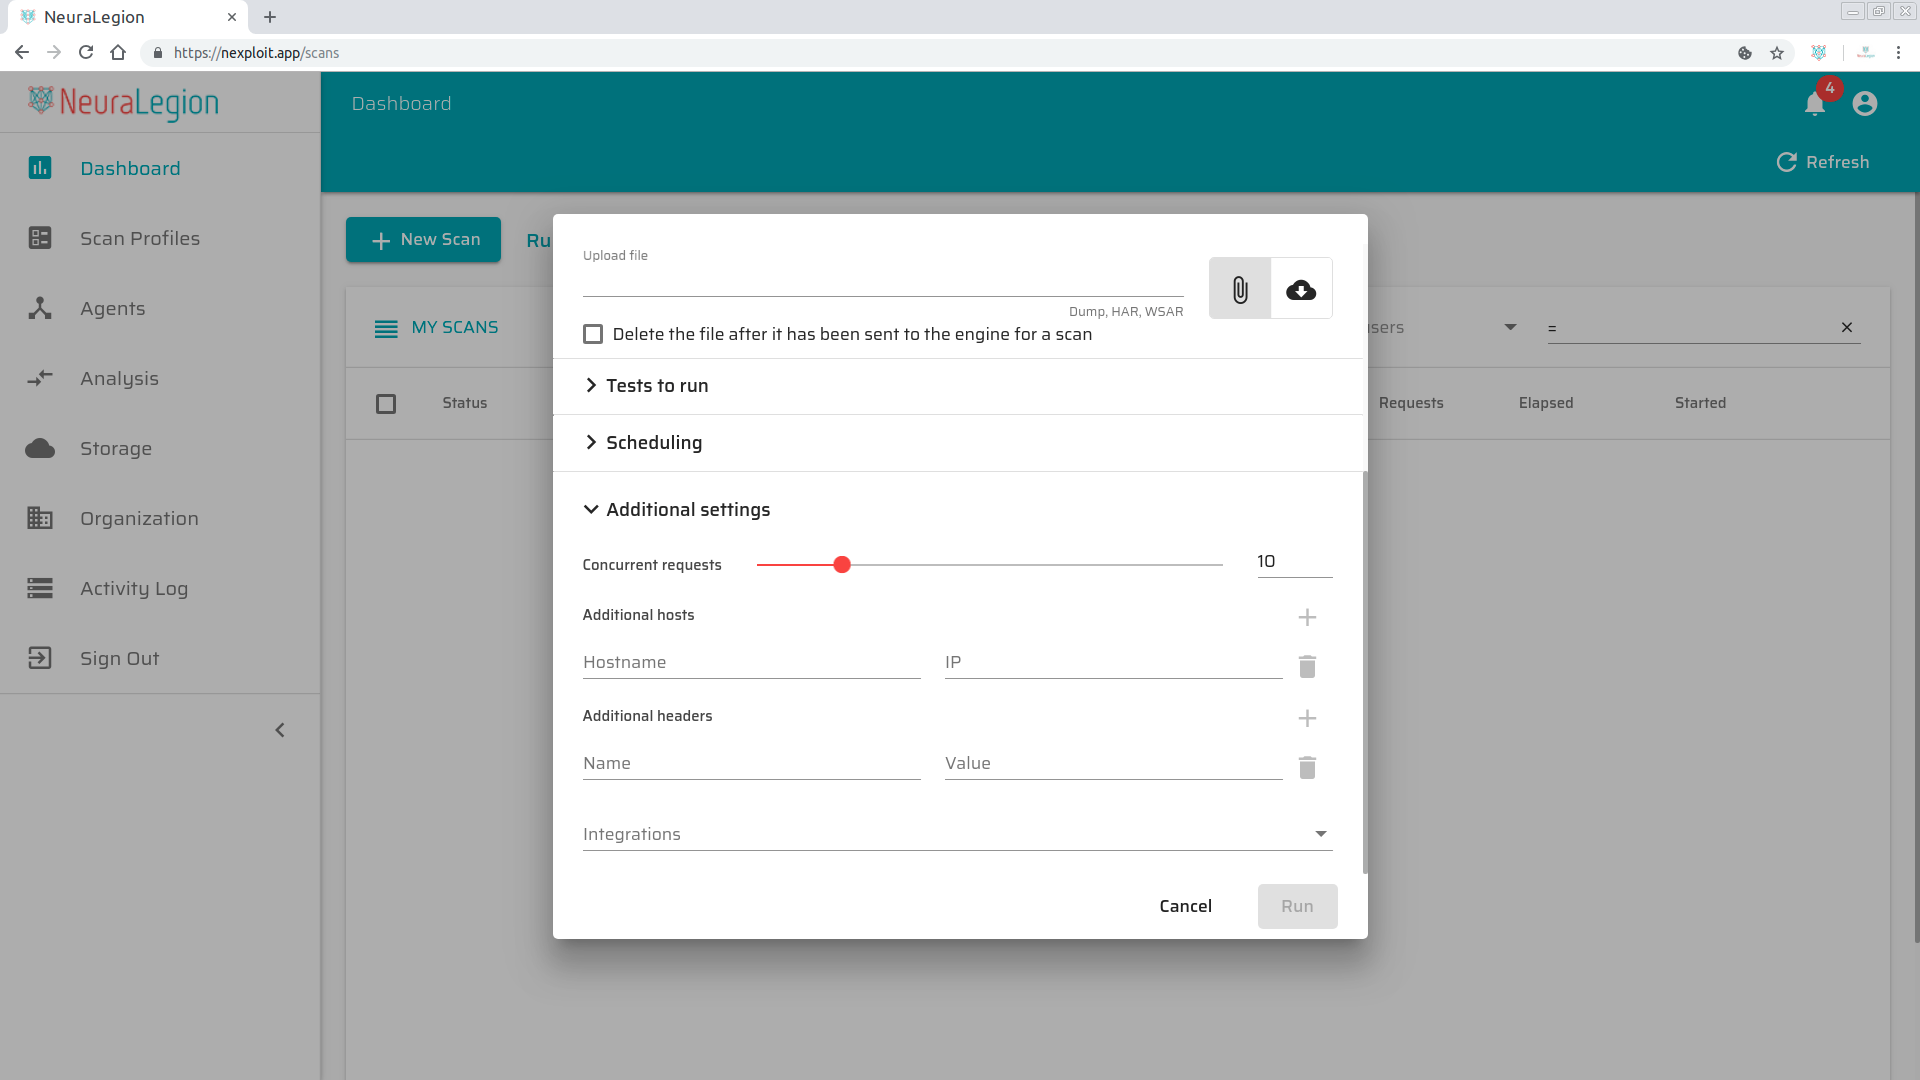 NeuraLegion
https://nexploit.app/scans
NeuraLegion
Dashboard
4
Refresh
Dashboard
Scan Profiles
Agents
Analysis
Storage
Organization
Activity Log
Sign Out
New Scan
Ru
MY SCANS
sers
=
Status
Requests
Elapsed
Started
Upload file
Dump, HAR, WSAR
Delete the file after it has been sent to the engine for a scan
Tests to run
Scheduling
Additional settings
Concurrent requests
10
Additional hosts
Hostname
IP
Additional headers
Name
Value
Integrations
Cancel
Run